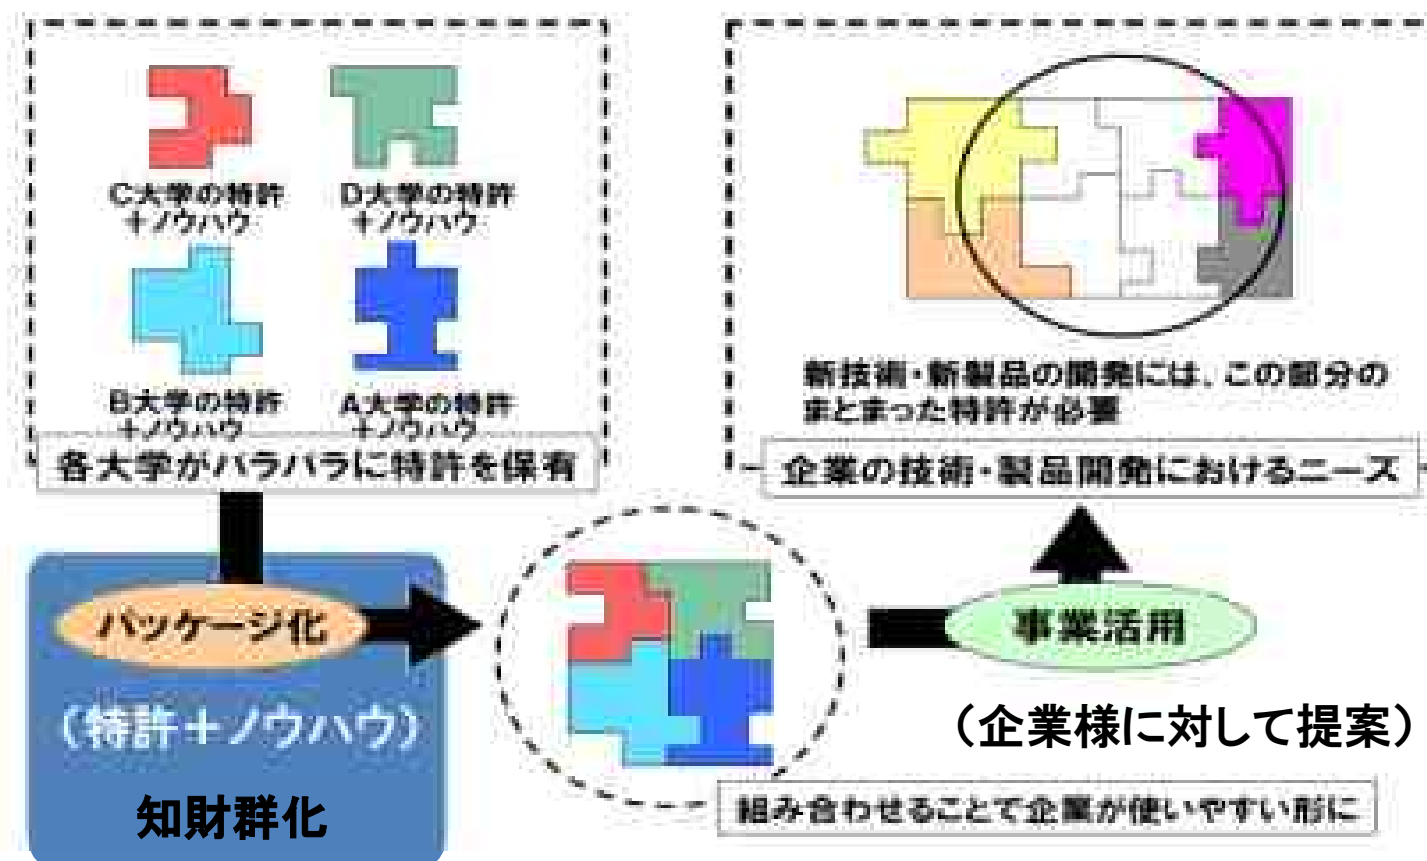 C大学の特許
+ノウハウ
D大学の特許
+ノウハウ
B大学の特許
+ノウハウ
A大学の特許
+ノウハウ
各大学がバラバラに特許を保有
新技術・新製品の開発には、この部分の
まとまった特許が必要
企業の技術・製品開発におけるニーズ
パッケージ化
(特許+ノウハウ)
知財群化
事業活用
(企業様に対して提案)
組み合わせることで企業が使いやすい形に